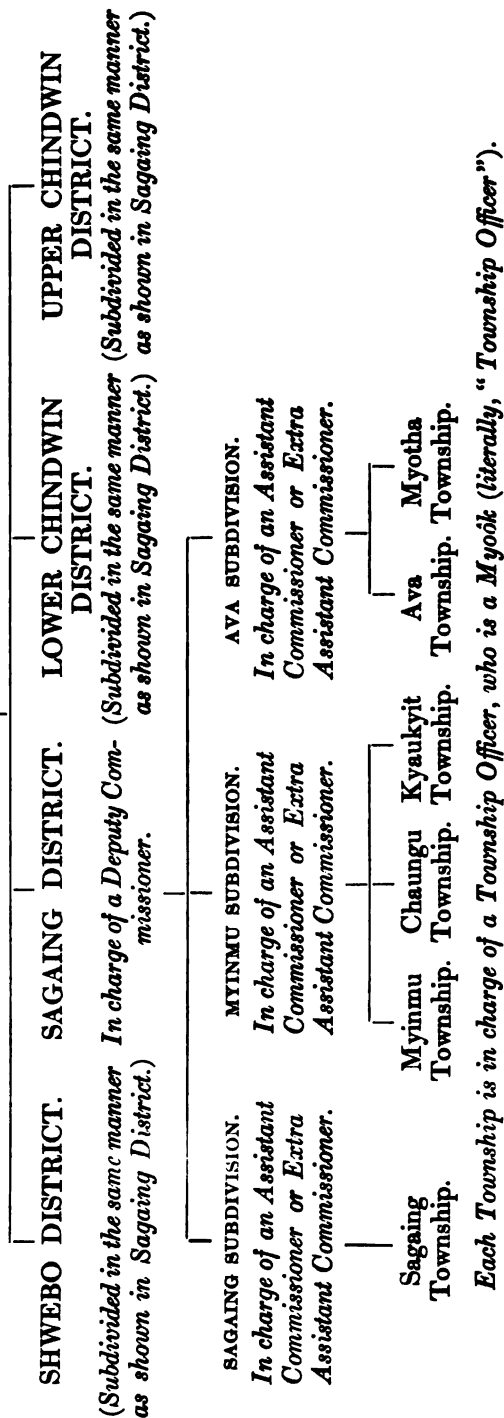 SHWEBO DISTRICT.
(Subdivided in the same manner
as shown in Sagaing District.)
SAGAING DISTRICT.
In charge of a Deputy Com-
missioner.
LOWER CHINDWIN
DISTRICT.
(Subdivided in the same manner
as shown in Sagaing District.)
UPPER CHINDWIN
DISTRICT.
(Subdivided in the same manner
as shown in Sagaing District.)
SAGAING SUBDIVISION.
In charge of an Assistant
Commissioner or Extra
Assistant Commissioner.
MYINMU SUBDIVISION.
In charge of an Assistant
Commissioner or Extra
Assistant Commissioner.
AVA SUBDIVISION.
In charge of an Assistant
Commissioner or Extra
Assistant Commissioner.
Sagaing
Township.
Myinmu
Township.
Chaungu
Township.
Kyaukyit
Township.
Ava
Township.
Myotha
Township.
Each Township is in charge of a Township Officer, who is a Myoôk (literally, “Township Officer”).